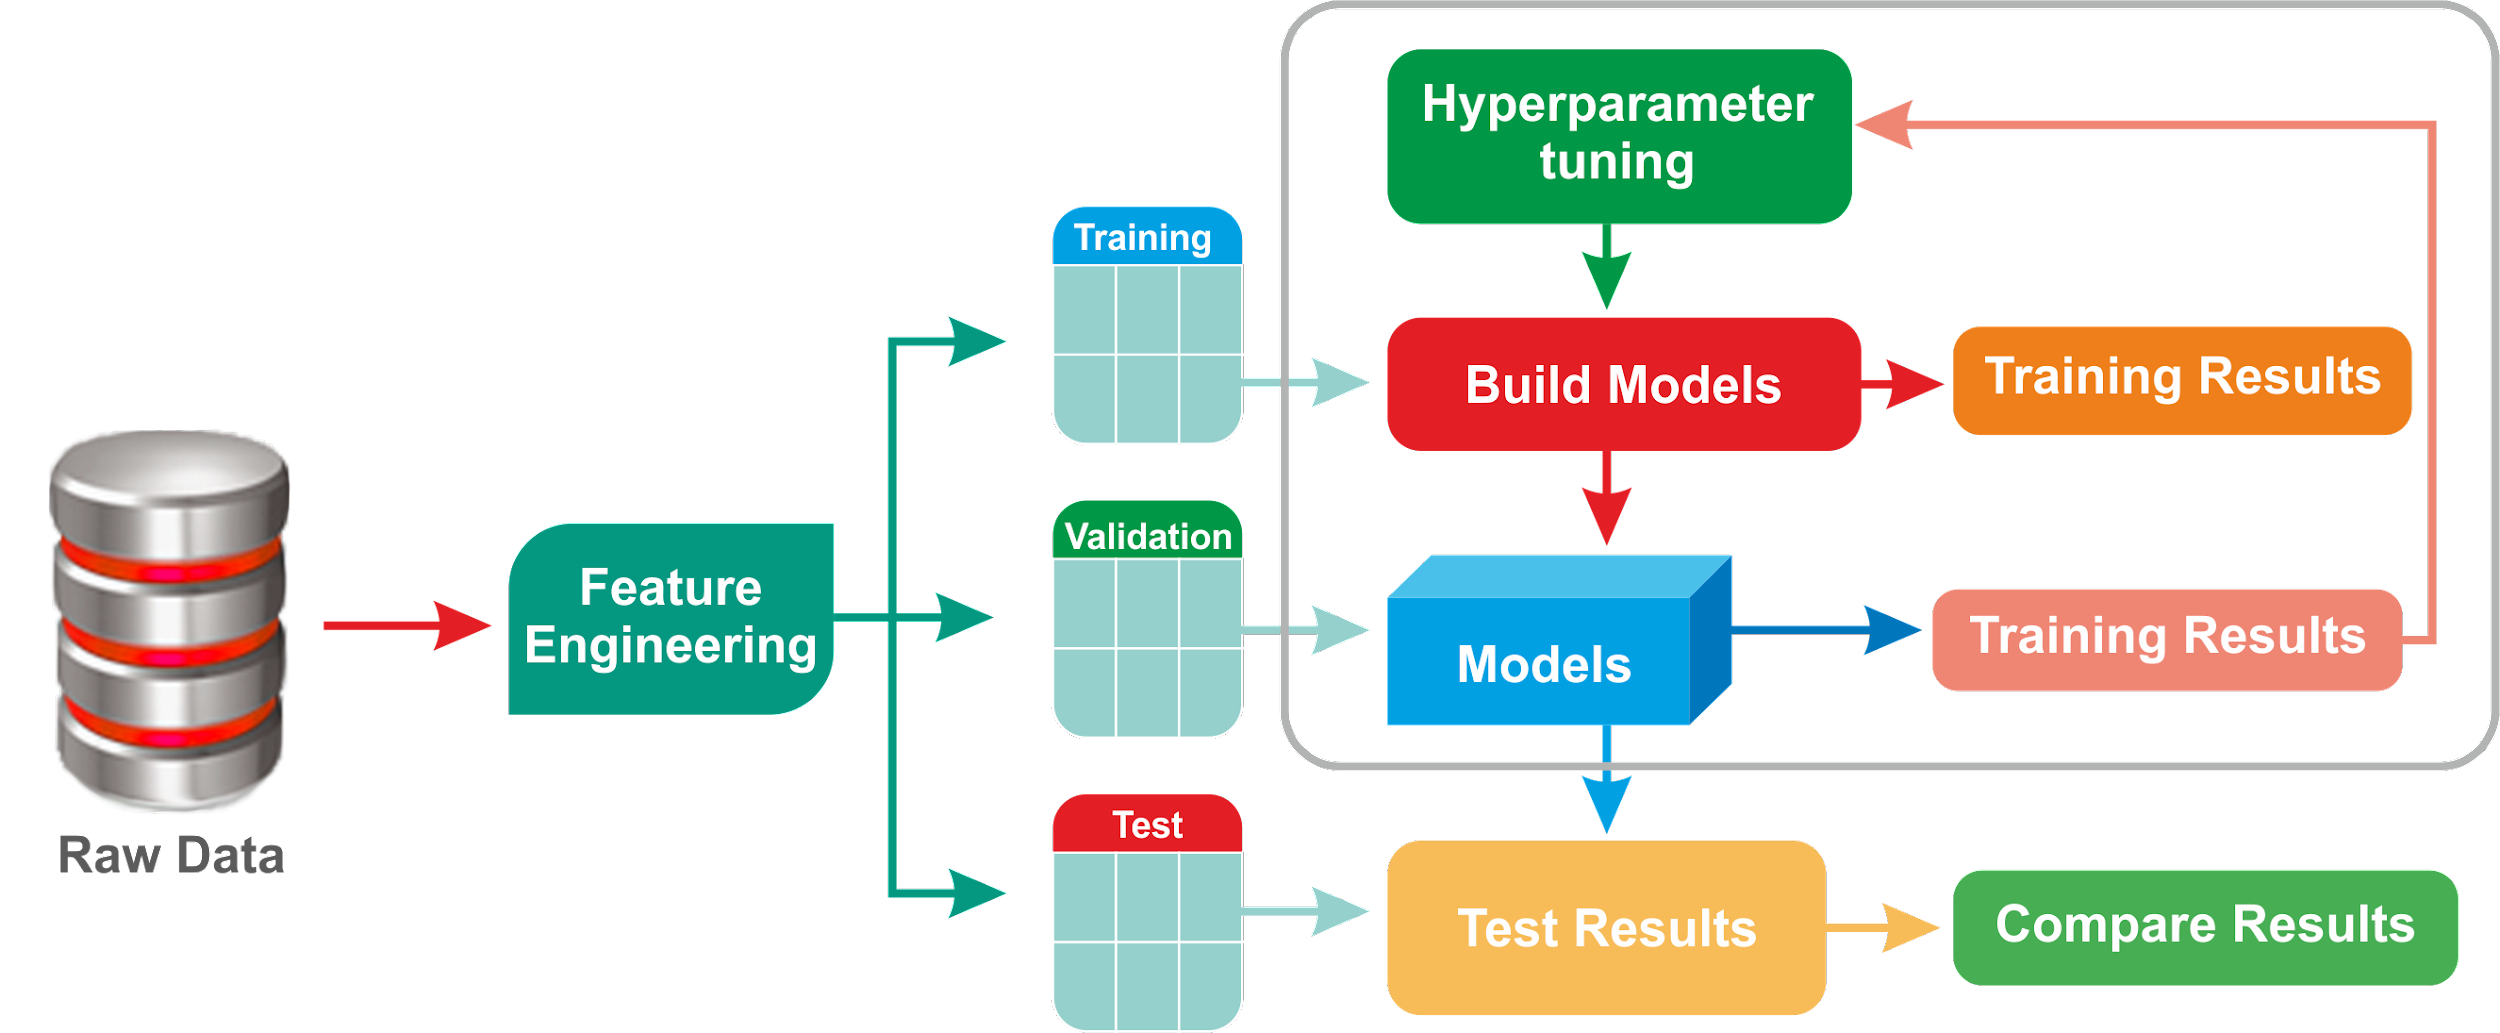 Raw Data
Feature
Engineering
Training
Validation
Test
Hyperparameter
tuning
Build Models
Training Results
Models
Training Results
Test Results
Compare Results